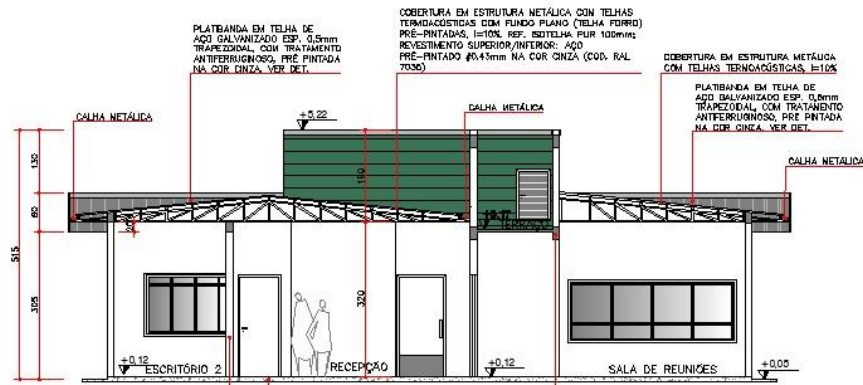 PLATIBANDA EM TELHA DE
AÇO GALVANIZADO ESP. 0,5mm
TRAPEZOIDAL, COM TRATAMENTO
ANTIFERRUGINOSO, PRÉ PINTADA
NA COR CINZA. VER DET.
COBERTURA EM ESTRUTURA METÁLICA COM TELHAS
TERMOACÚSTICAS COM FUNDO PLANO (TELHA FORRO)
PRÉ-PINTADAS, I=10%. REF. ISOTELHA PUR 100mm;
REVESTIMENTO SUPERIOR/INFERIOR: AÇO
PRÉ-PINTADO #0,43mm NA COR CINZA (COD. RAL
7035)
COBERTURA EM ESTRUTURA METÁLICA
COM TELHAS TERMOACÚSTICAS, I=10%
PLATIBANDA EM TELHA DE
AÇO GALVANIZADO ESP. 0,5mm
TRAPEZOIDAL, COM TRATAMENTO
ANTIFERRUGINOSO, PRÉ PINTADA
NA COR CINZA. VER DET.
CALHA METÁLICA
CALHA METÁLICA
CALHA METÁLICA
+5,22
130
80
515
305
320
+0,12
ESCRITÓRIO 2
RECEPÇÃO
+0,12
SALA DE REUNIÕES
+0,05